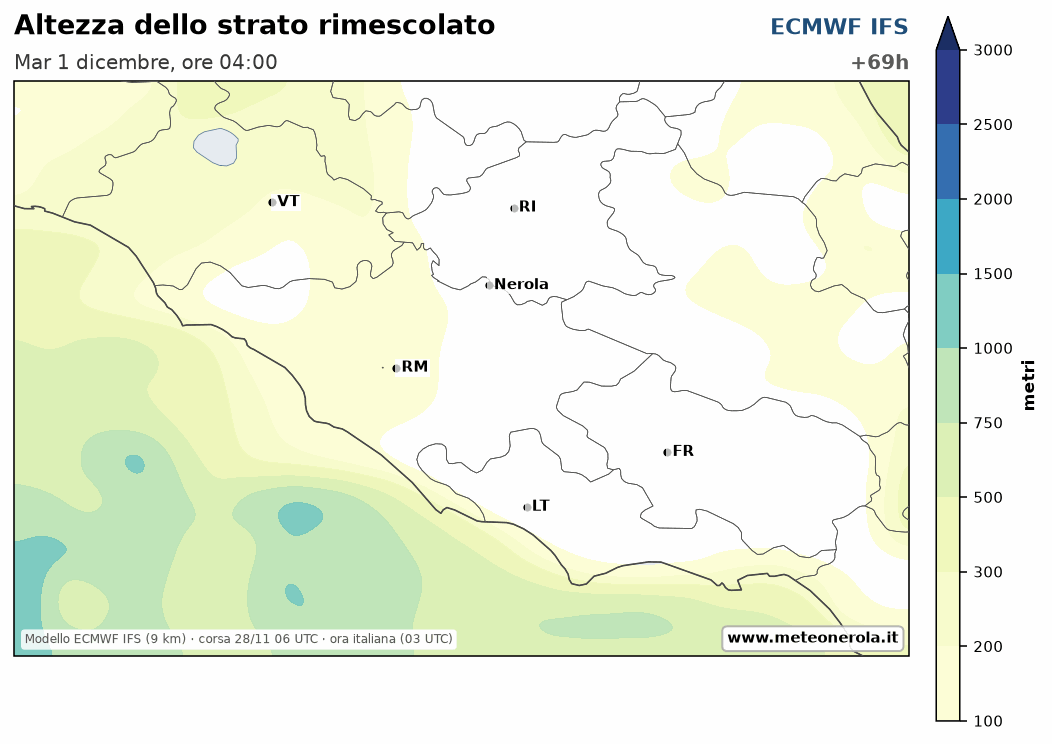 Altezza dello strato rimescolato
ECMWF IFS
Mar 1 dicembre, ore 04:00
+69h
3000
2500
2000
1500
1000
750
500
300
200
100
metri
VT
RI
Nerola
RM
FR
LT
Modello ECMWF IFS (9 km) · corsa 28/11 06 UTC · ora italiana (03 UTC)
www.meteonerola.it